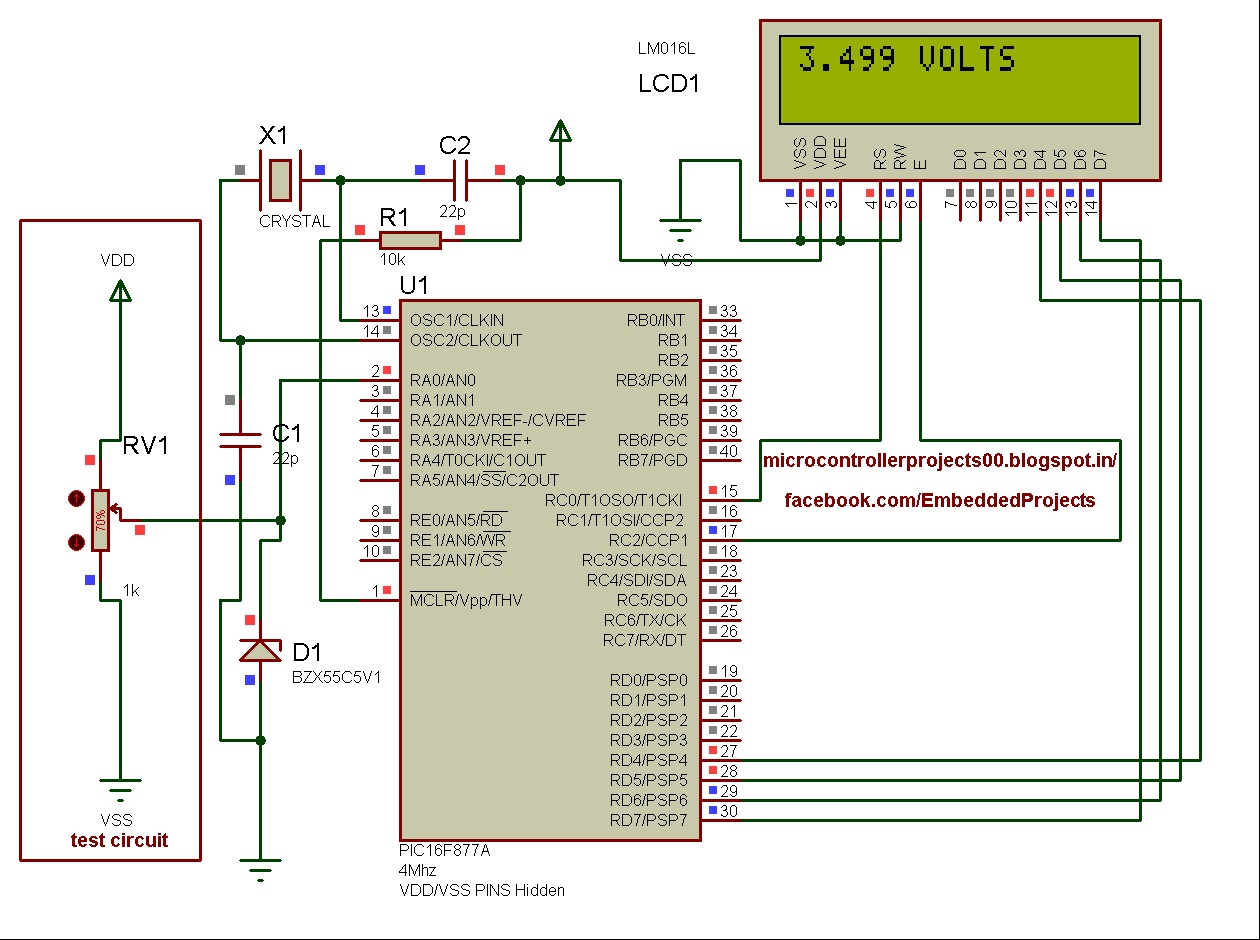 LM016L
LCD1
3.499 VOLTS
VSS
VDD
VEE
RS
RW
E
D0
D1
D2
D3
D4
D5
D6
D7
1
2
3
4
5
6
7
8
9
10
11
12
13
14
X1
CRYSTAL
C2
22p
R1
10k
VSS
VDD
RV1
70%
1k
VSS
test circuit
C1
22p
D1
BZX55C5V1
U1
13 OSC1/CLKIN
14 OSC2/CLKOUT
2 RA0/AN0
3 RA1/AN1
4 RA2/AN2/VREF-/CVREF
5 RA3/AN3/VREF+
6 RA4/T0CKI/C1OUT
7 RA5/AN4/SS/C2OUT
8 RE0/AN5/RD
9 RE1/AN6/WR
10 RE2/AN7/CS
1 MCLR/Vpp/THV
RB0/INT 33
RB1 34
RB2 35
RB3/PGM 36
RB4 37
RB5 38
RB6/PGC 39
RB7/PGD 40
RC0/T1OSO/T1CKI 15
RC1/T1OSI/CCP2 16
RC2/CCP1 17
RC3/SCK/SCL 18
RC4/SDI/SDA 23
RC5/SDO 24
RC6/TX/CK 25
RC7/RX/DT 26
RD0/PSP0 19
RD1/PSP1 20
RD2/PSP2 21
RD3/PSP3 22
RD4/PSP4 27
RD5/PSP5 28
RD6/PSP6 29
RD7/PSP7 30
PIC16F877A
4Mhz
VDD/VSS PINS Hidden
microcontrollerprojects00.blogspot.in/
facebook.com/EmbeddedProjects